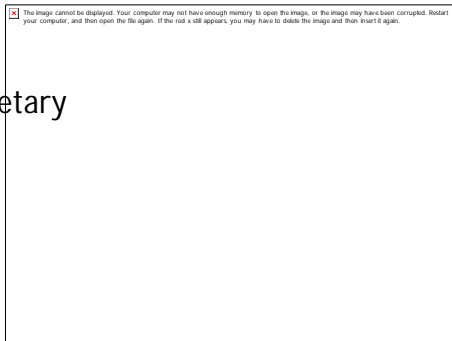 The image cannot be displayed. Your computer may not have enough memory to open the image, or the image may have been corrupted. Restart
your computer, and then open the file again. If the red x still appears, you may have to delete the image and then insert it again.
etary